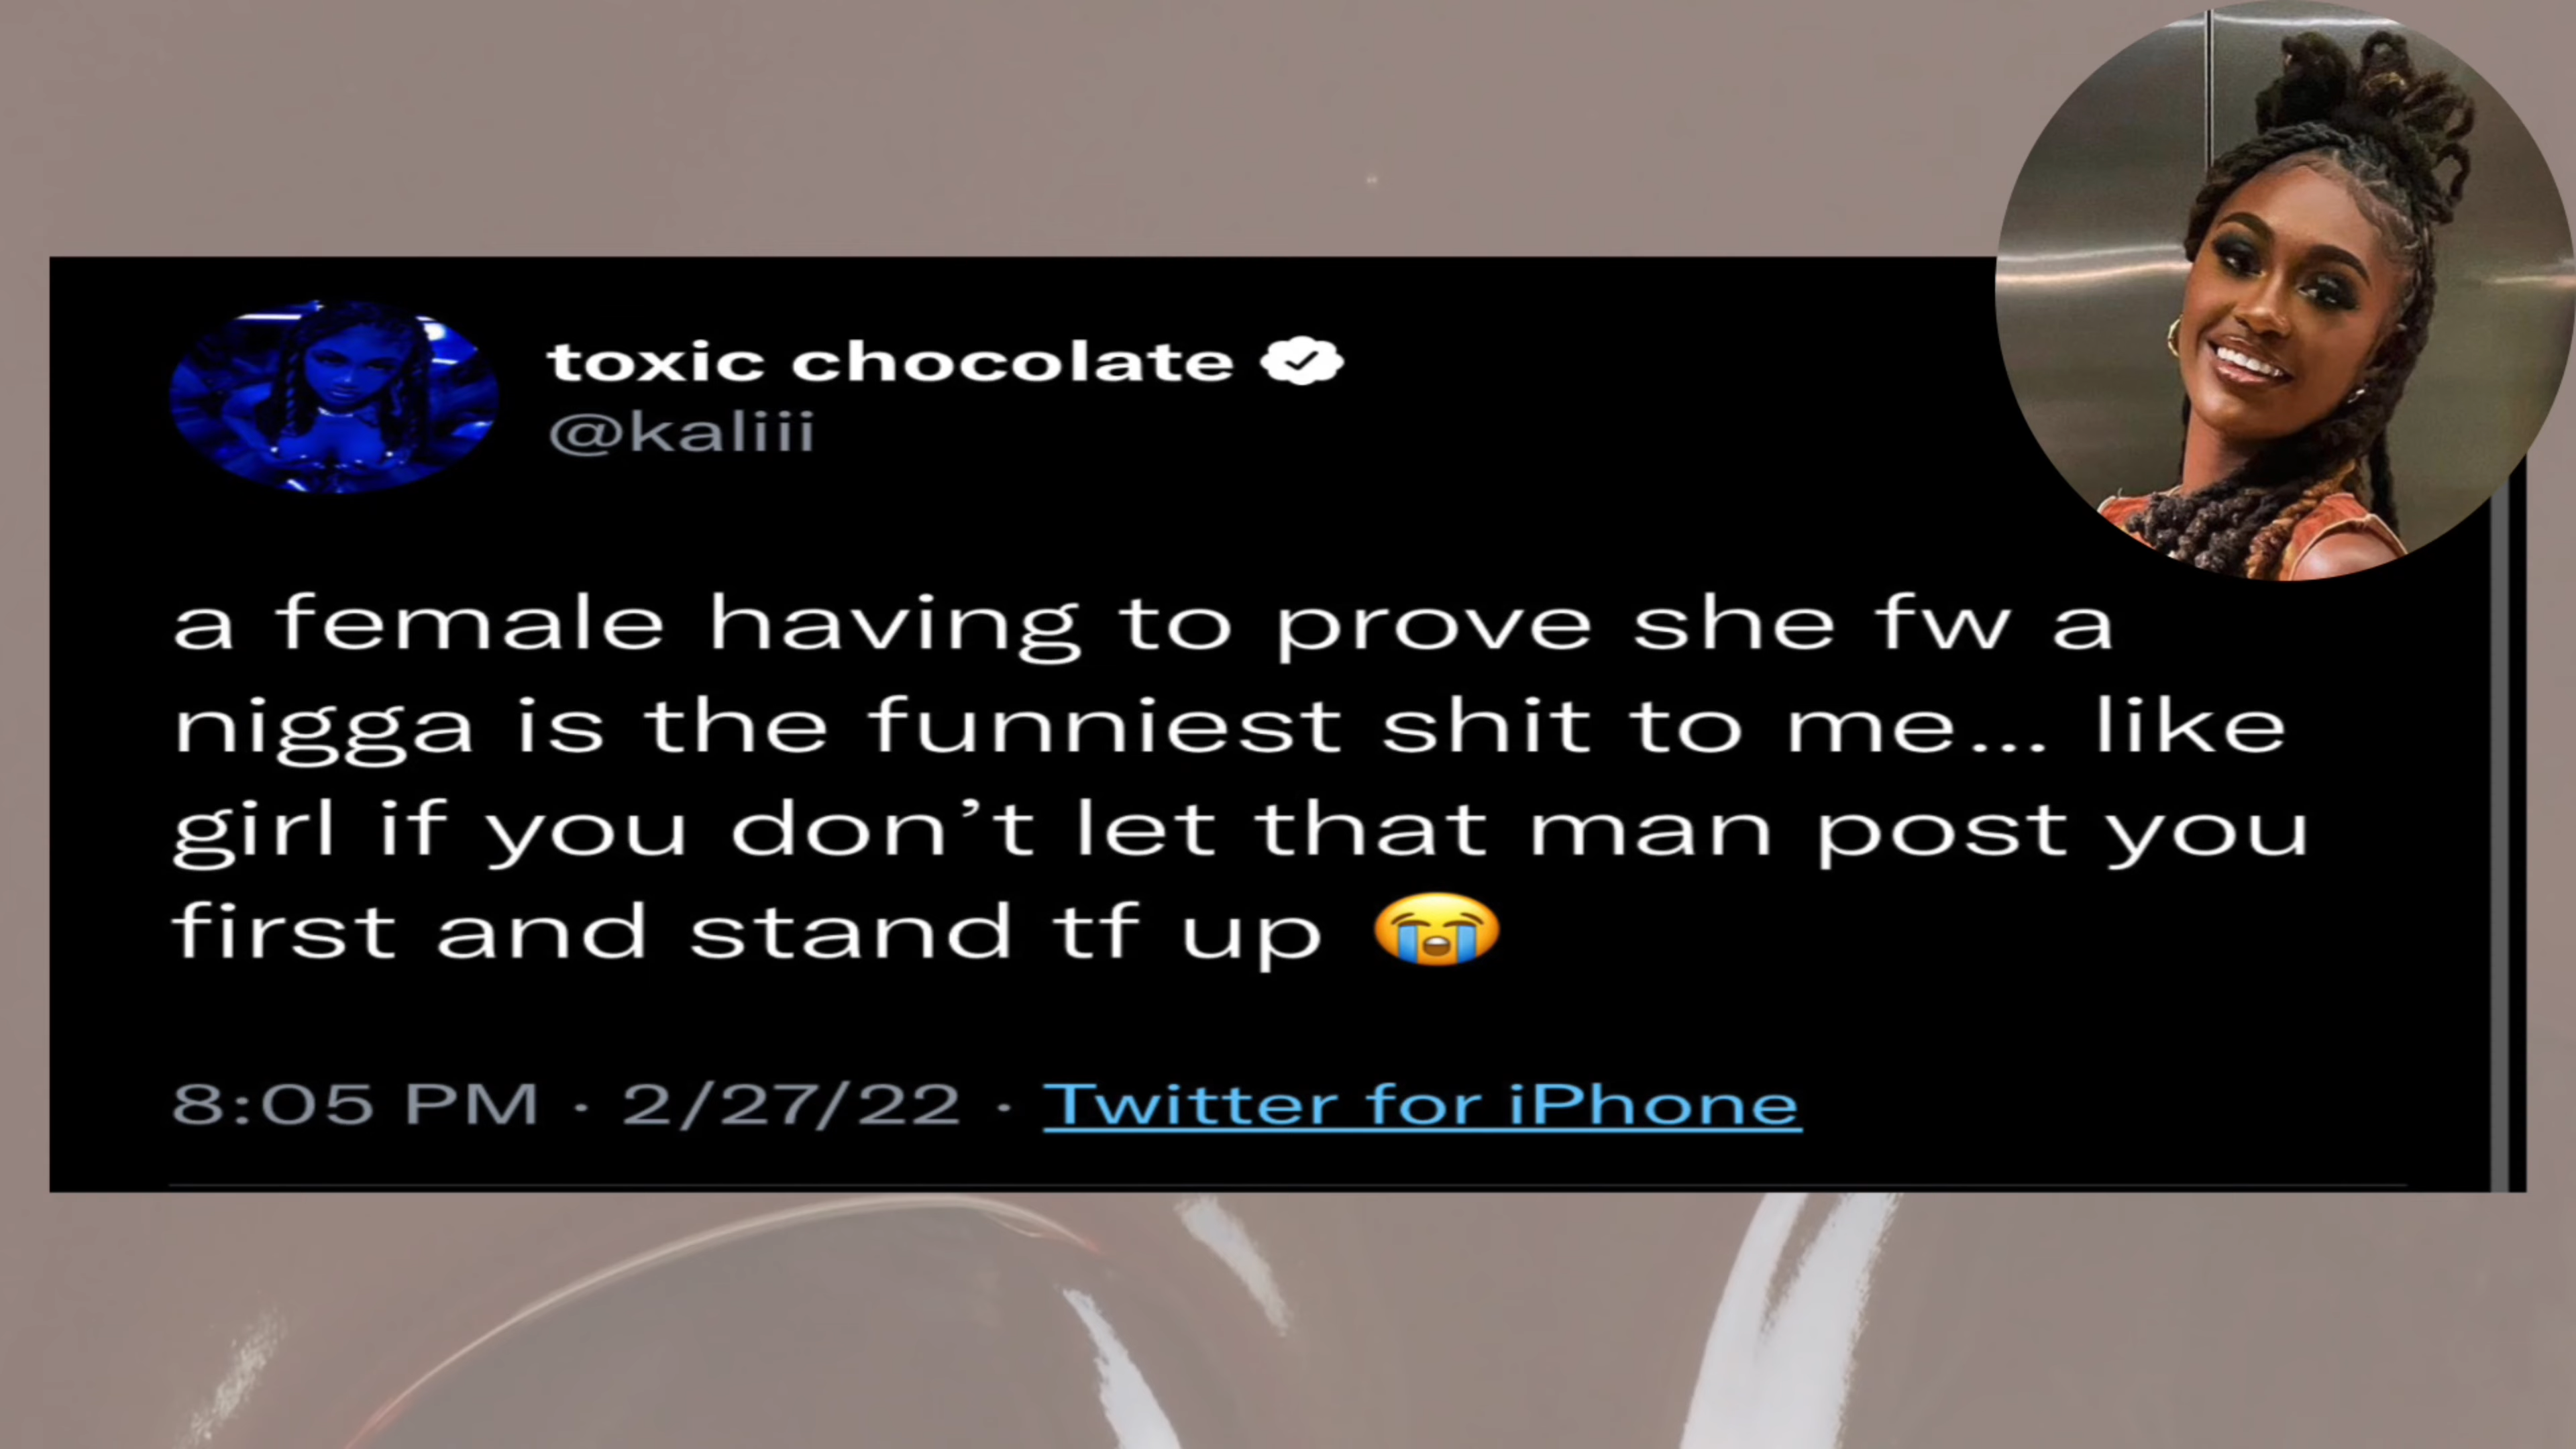 toxic chocolate
@kaliii
a female having to prove she fw a
nigga is the funniest shit to me... like
girl if you don’t let that man post you
first and stand tf up 😭
8:05 PM · 2/27/22 · Twitter for iPhone